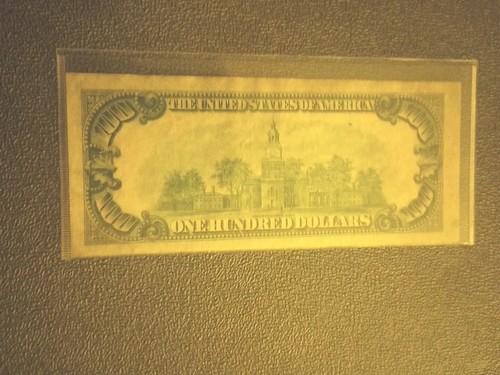 THE UNITED STATES OF AMERICA
100 100
100 100
ONE HUNDRED DOLLARS